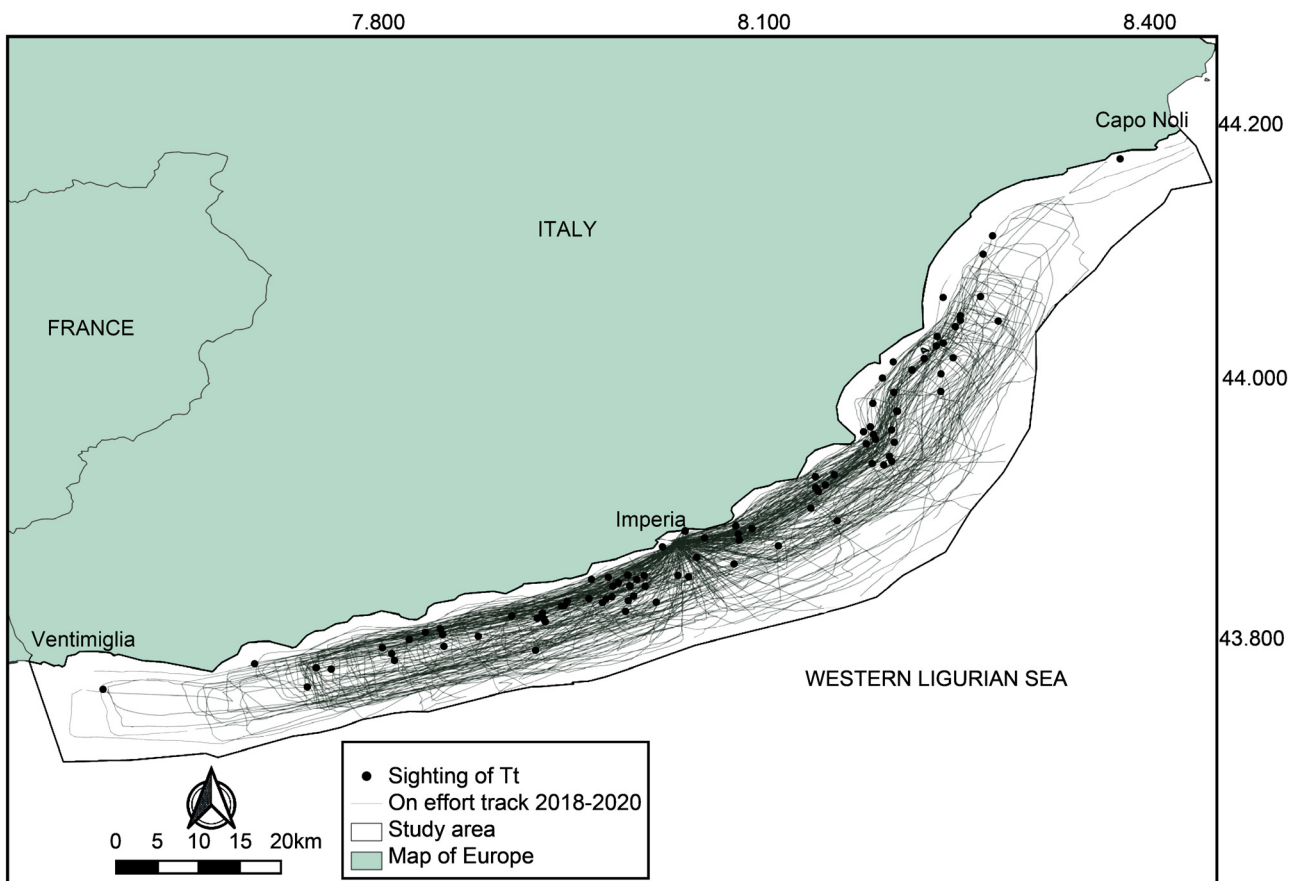 7.800 8.100 8.400
Capo Noli
44.200
ITALY
FRANCE
44.000
Imperia
Ventimiglia
43.800
WESTERN LIGURIAN SEA
Sighting of Tt
On effort track 2018-2020
Study area
Map of Europe
0 5 10 15 20km